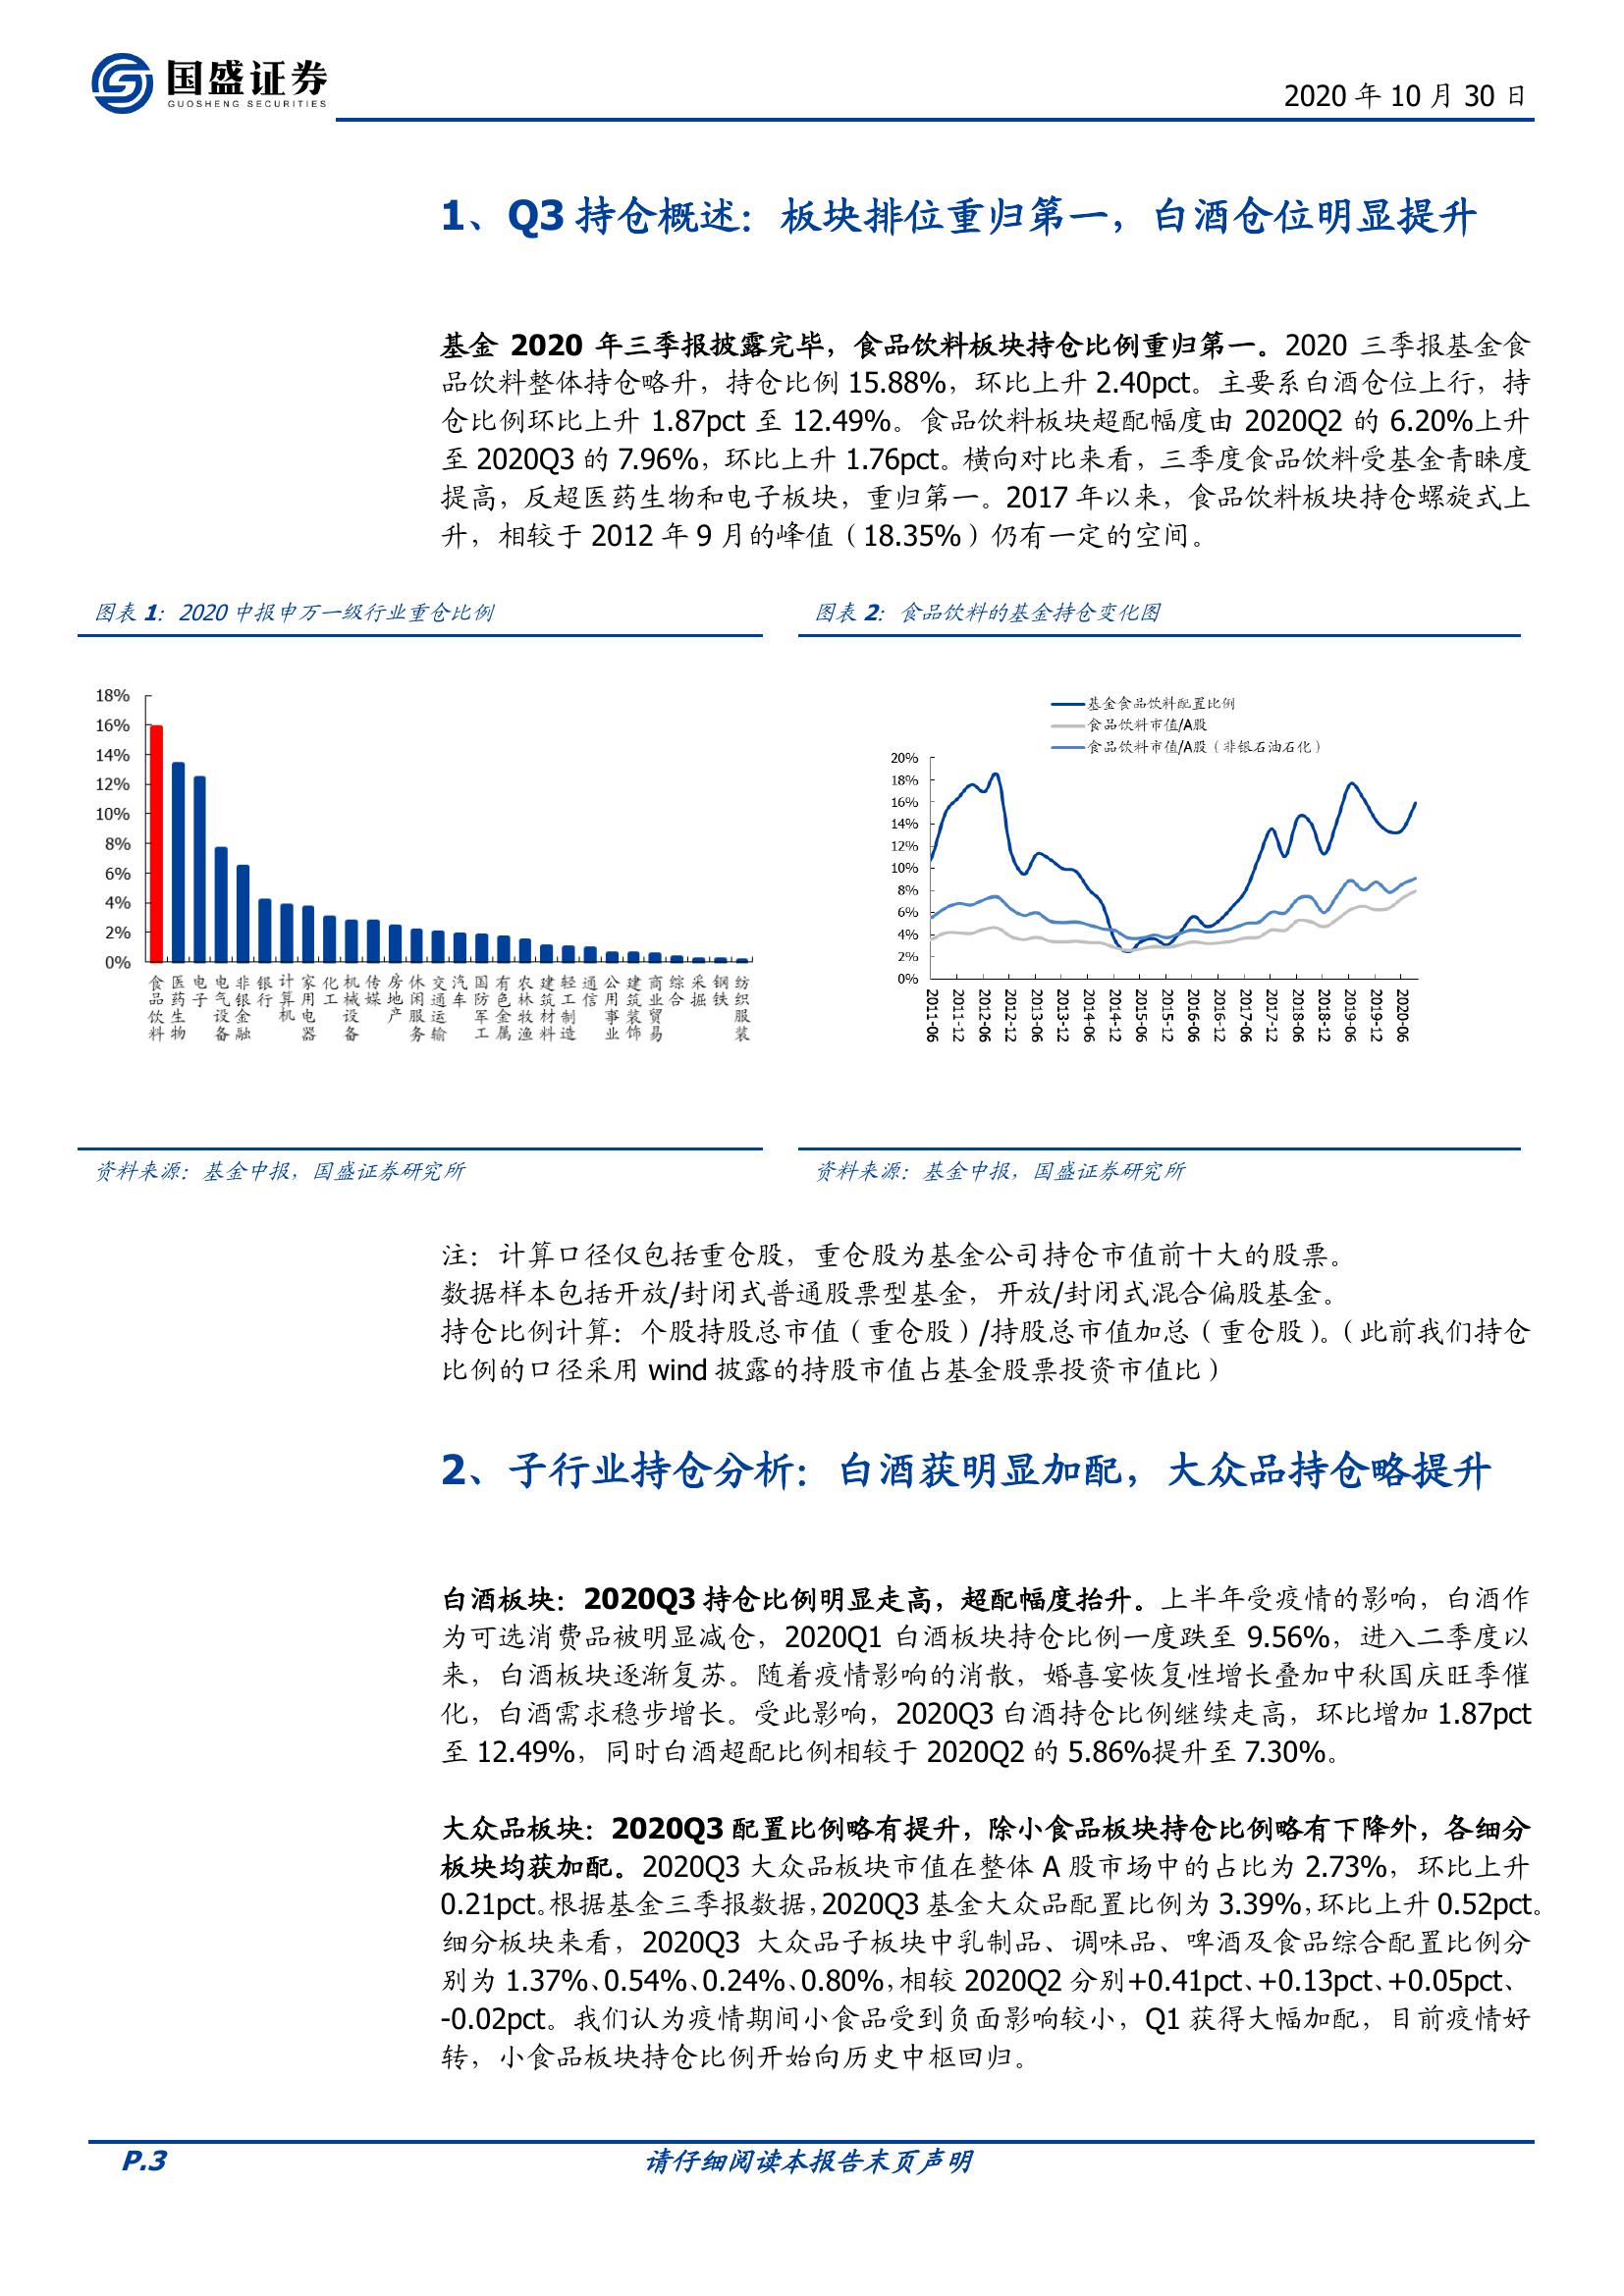 国盛证券
GUOSHENG SECURITIES
2020 年 10 月 30 日
1、Q3 持仓概述：板块排位重归第一，白酒仓位明显提升
基金 2020 年三季报披露完毕，食品饮料板块持仓比例重归第一。2020 三季报基金食
品饮料整体持仓略升，持仓比例 15.88%，环比上升 2.40pct。主要系白酒仓位上行，持
仓比例环比上升 1.87pct 至 12.49%。食品饮料板块超配幅度由 2020Q2 的 6.20%上升
至 2020Q3 的 7.96%，环比上升 1.76pct。横向对比来看，三季度食品饮料受基金青睐度
提高，反超医药生物和电子板块，重归第一。2017 年以来，食品饮料板块持仓螺旋式上
升，相较于 2012 年 9 月的峰值（18.35%）仍有一定的空间。
图表 1：2020 中报申万一级行业重仓比例
18%
16%
14%
12%
10%
8%
6%
4%
2%
0%
食品饮料
医药生物
电子
电气设备
非银金融
银行
计算机
家用电器
化工
机械设备
传媒
房地产
休闲服务
交通运输
汽车
国防军工
有色金属
农林牧渔
建筑材料
轻工制造
通信
公用事业
建筑装饰
商业贸易
综合
采掘
钢铁
纺织服装
资料来源：基金中报，国盛证券研究所
图表 2：食品饮料的基金持仓变化图
基金食品饮料配置比例
食品饮料市值/A股
食品饮料市值/A股（非银石油石化）
20%
18%
16%
14%
12%
10%
8%
6%
4%
2%
0%
2011-06
2011-12
2012-06
2012-12
2013-06
2013-12
2014-06
2014-12
2015-06
2015-12
2016-06
2016-12
2017-06
2017-12
2018-06
2018-12
2019-06
2019-12
2020-06
资料来源：基金中报，国盛证券研究所
注：计算口径仅包括重仓股，重仓股为基金公司持仓市值前十大的股票。
数据样本包括开放/封闭式普通股票型基金，开放/封闭式混合偏股基金。
持仓比例计算：个股持股总市值（重仓股）/持股总市值加总（重仓股）。（此前我们持仓
比例的口径采用 wind 披露的持股市值占基金股票投资市值比）
2、子行业持仓分析：白酒获明显加配，大众品持仓略提升
白酒板块：2020Q3 持仓比例明显走高，超配幅度抬升。上半年受疫情的影响，白酒作
为可选消费品被明显减仓，2020Q1 白酒板块持仓比例一度跌至 9.56%，进入二季度以
来，白酒板块逐渐复苏。随着疫情影响的消散，婚喜宴恢复性增长叠加中秋国庆旺季催
化，白酒需求稳步增长。受此影响，2020Q3 白酒持仓比例继续走高，环比增加 1.87pct
至 12.49%，同时白酒超配比例相较于 2020Q2 的 5.86%提升至 7.30%。
大众品板块：2020Q3 配置比例略有提升，除小食品板块持仓比例略有下降外，各细分
板块均获加配。2020Q3 大众品板块市值在整体 A 股市场中的占比为 2.73%，环比上升
0.21pct。根据基金三季报数据，2020Q3 基金大众品配置比例为 3.39%，环比上升 0.52pct。
细分板块来看，2020Q3 大众品子板块中乳制品、调味品、啤酒及食品综合配置比例分
别为 1.37%、0.54%、0.24%、0.80%，相较 2020Q2 分别+0.41pct、+0.13pct、+0.05pct、
-0.02pct。我们认为疫情期间小食品受到负面影响较小，Q1 获得大幅加配，目前疫情好
转，小食品板块持仓比例开始向历史中枢回归。
P.3
请仔细阅读本报告末页声明